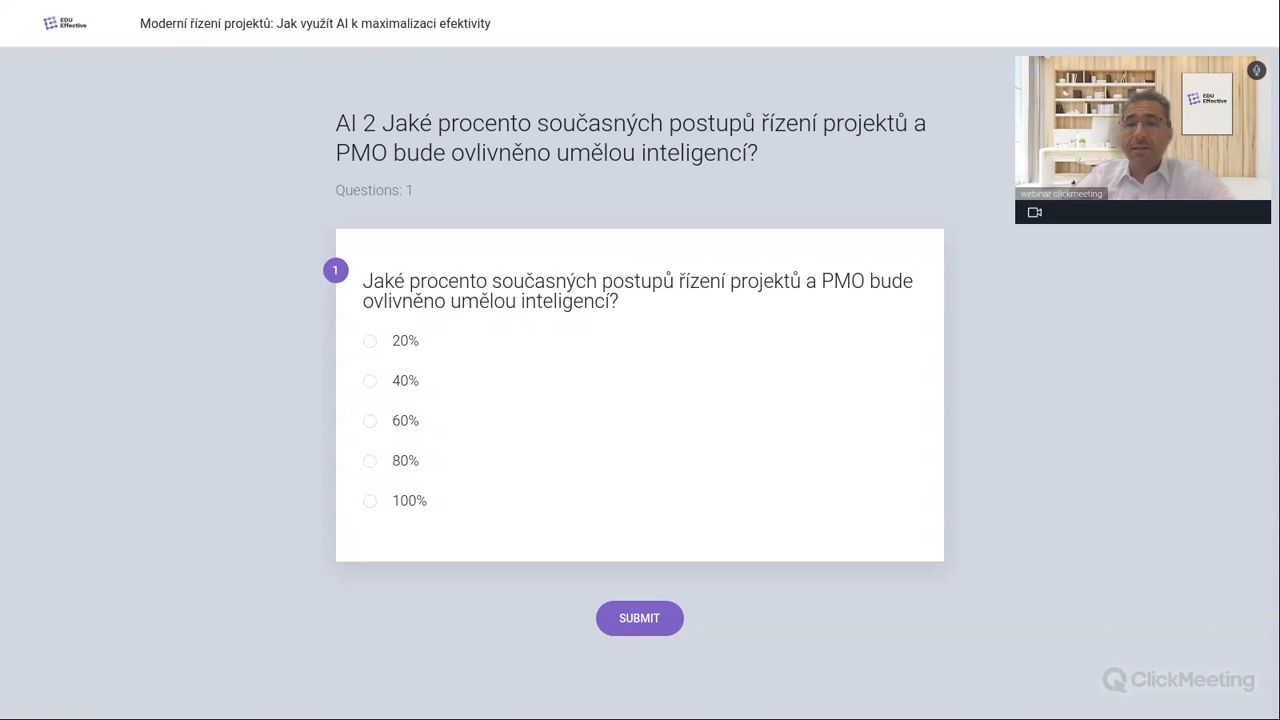 EDU
Effective
Moderní řízení projektů: Jak využít AI k maximalizaci efektivity
AI 2 Jaké procento současných postupů řízení projektů a
PMO bude ovlivněno umělou inteligencí?
Questions: 1
EDU
Effective
webinar clickmeeting
1
Jaké procento současných postupů řízení projektů a PMO bude
ovlivněno umělou inteligencí?
20%
40%
60%
80%
100%
SUBMIT
ClickMeeting